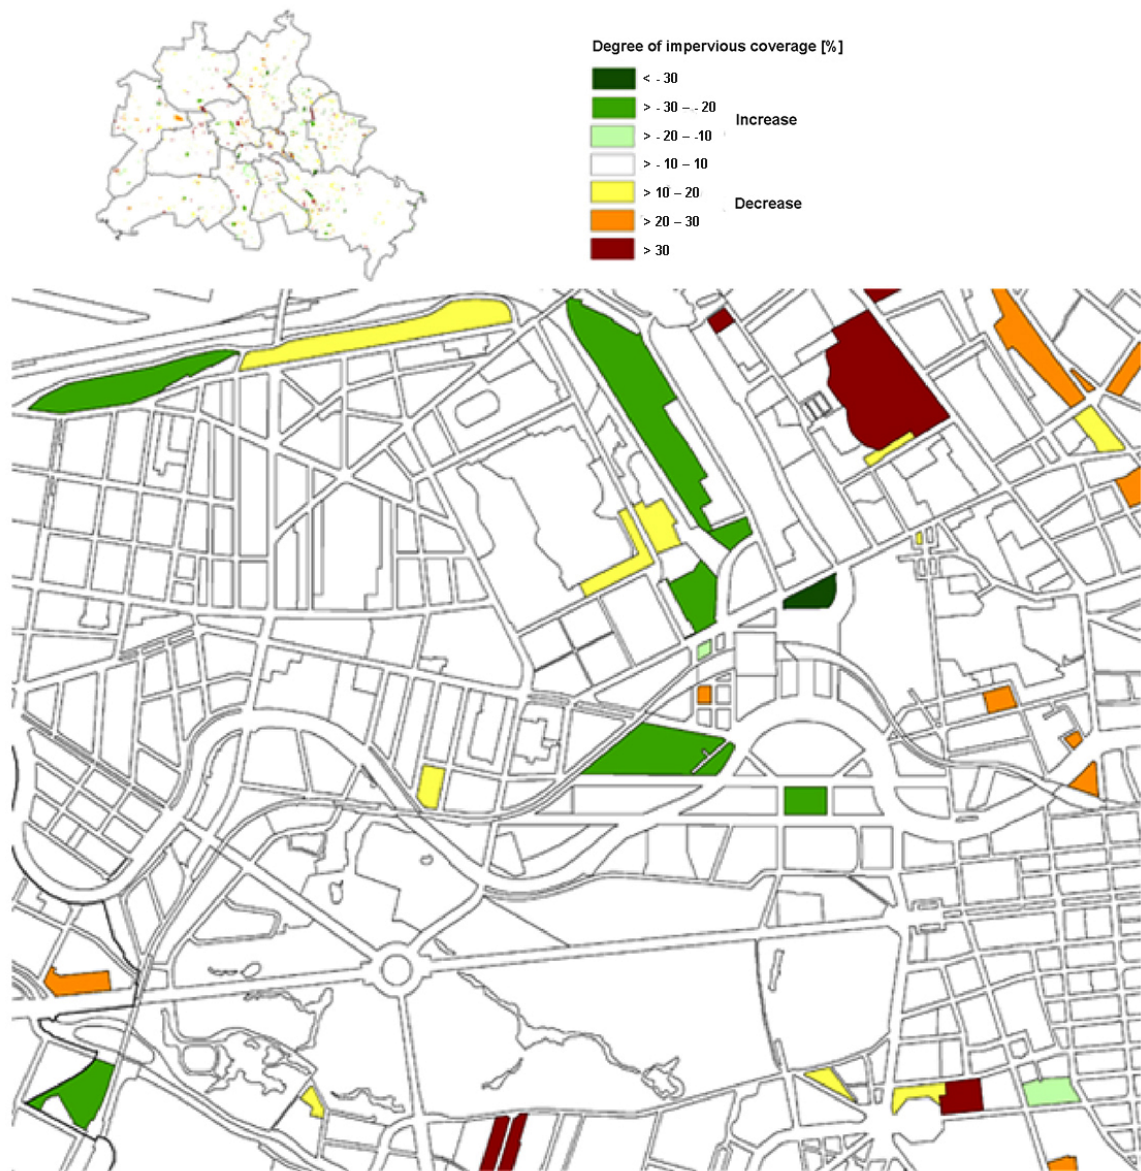 Degree of impervious coverage [%]
< - 30
> - 30 – - 20
Increase
> - 20 – -10
> - 10 – 10
> 10 – 20
Decrease
> 20 – 30
> 30